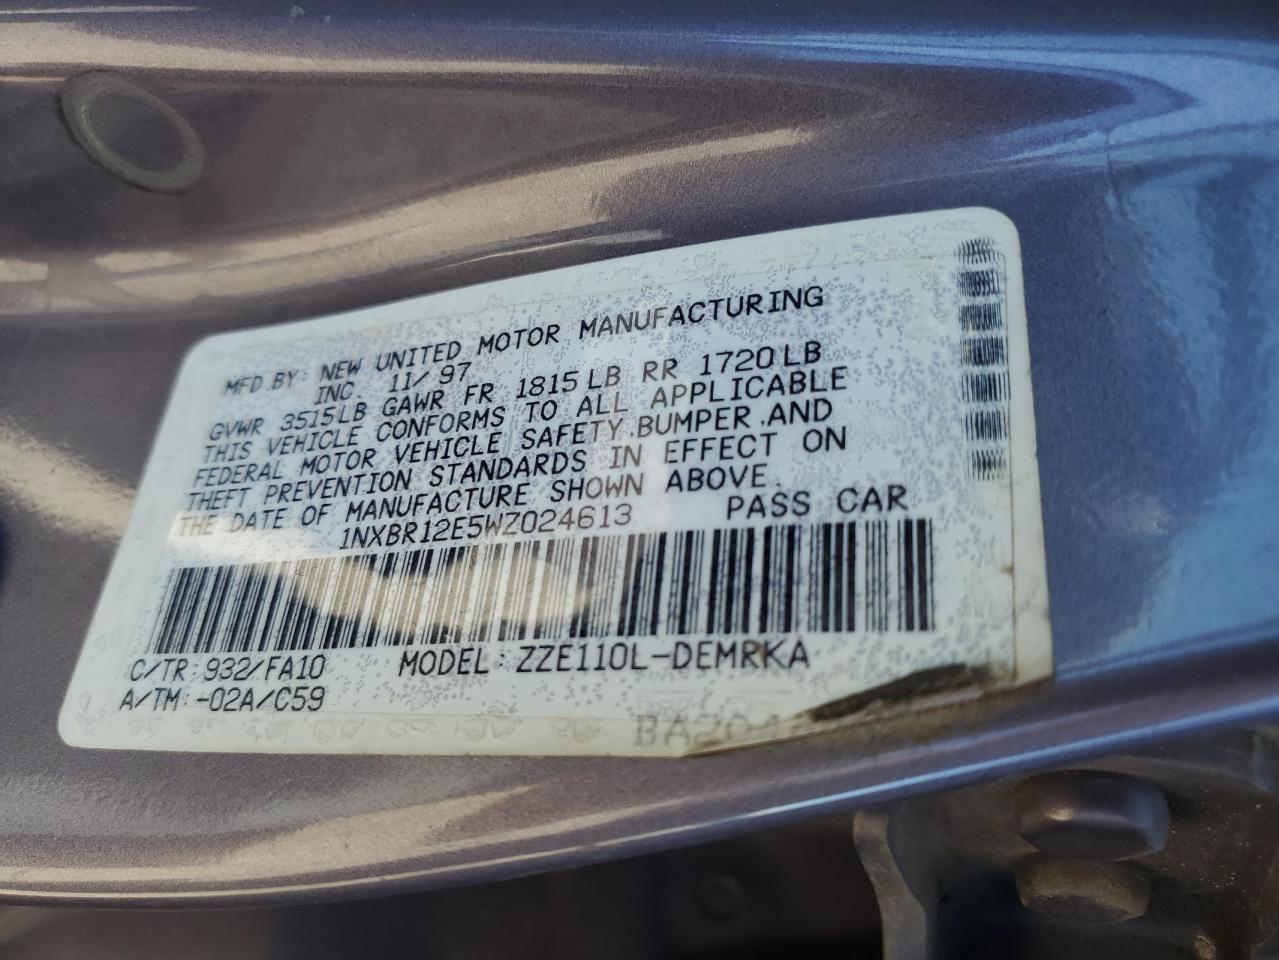 MFD BY: NEW UNITED MOTOR MANUFACTURING
INC. 11/97
GVWR 3515LB GAWR FR 1815LB RR 1720LB
THIS VEHICLE CONFORMS TO ALL APPLICABLE
FEDERAL MOTOR VEHICLE SAFETY,BUMPER,AND
THEFT PREVENTION STANDARDS IN EFFECT ON
THE DATE OF MANUFACTURE SHOWN ABOVE.
1NXBR12E5WZ024613 PASS CAR
C/TR:932/FA10 MODEL:ZZE110L-DEMRKA
A/TM:-02A/C59